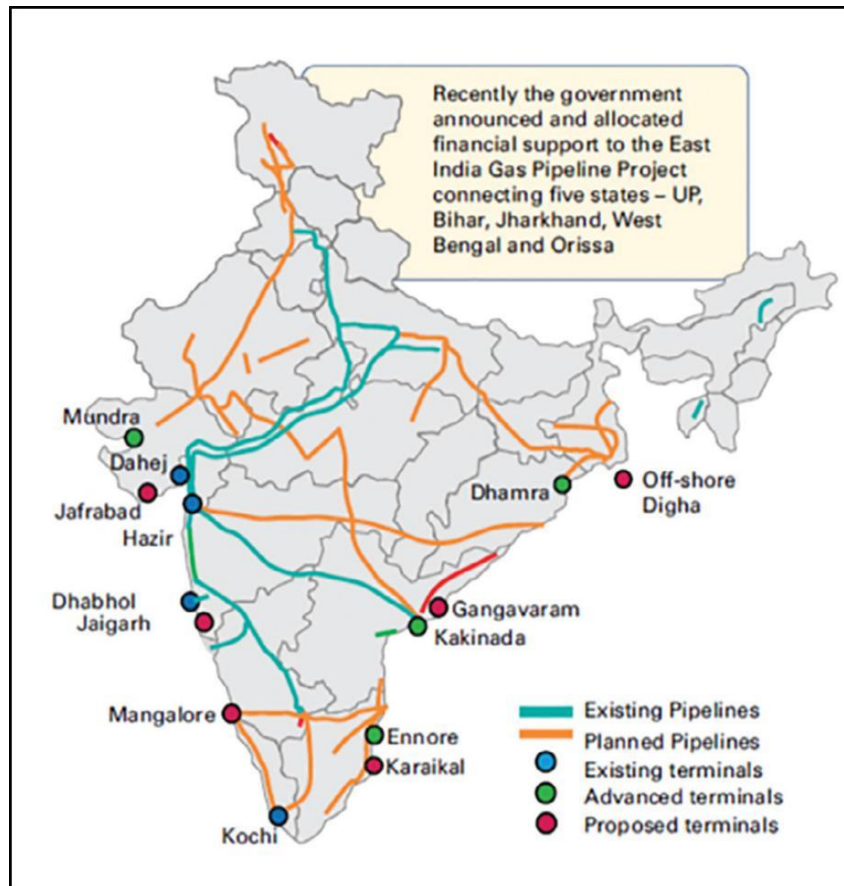 Recently the government
announced and allocated
financial support to the East
India Gas Pipeline Project
connecting five states – UP,
Bihar, Jharkhand, West
Bengal and Orissa
Mundra
Dahej
Jafrabad
Hazir
Dhamra
Off-shore
Digha
Dhabhol
Jaigarh
Gangavaram
Kakinada
Mangalore
Ennore
Karaikal
Kochi
Existing Pipelines
Planned Pipelines
Existing terminals
Advanced terminals
Proposed terminals